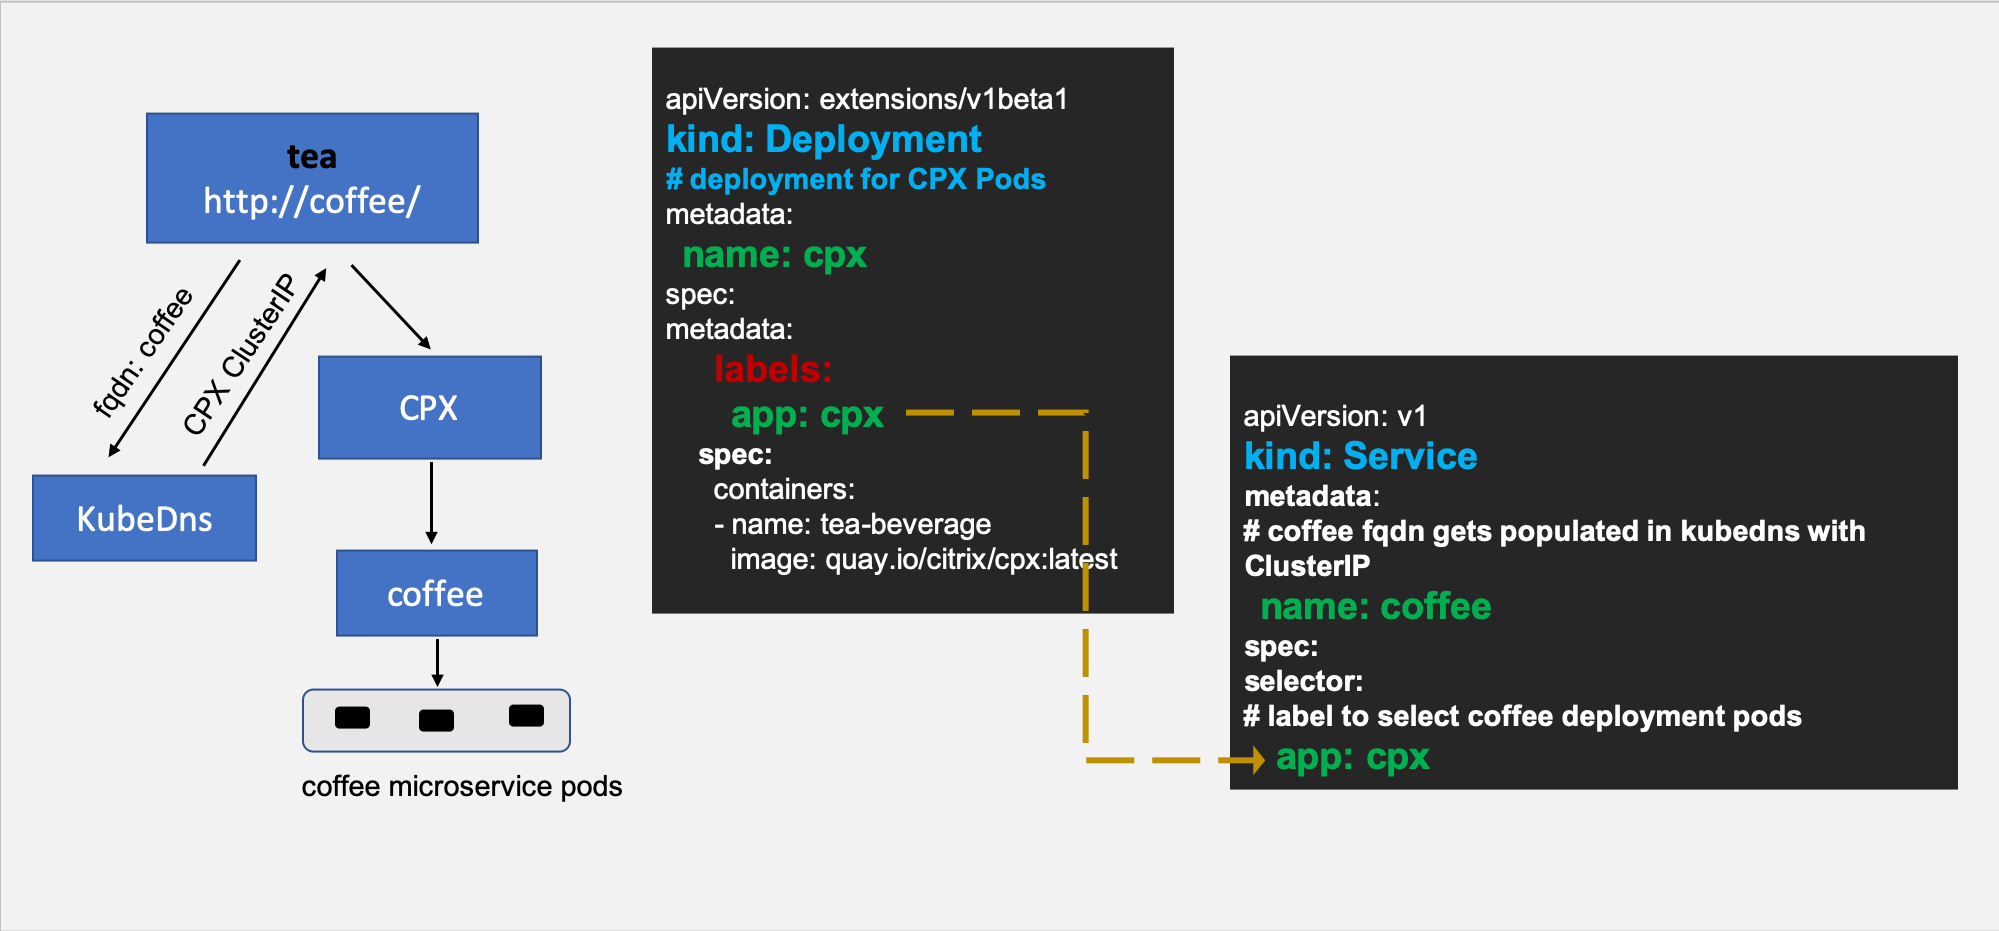 tea
http://coffee/
fqdn: coffee
CPX ClusterIP
KubeDns
CPX
coffee
coffee microservice pods
apiVersion: extensions/v1beta1
kind: Deployment
# deployment for CPX Pods
metadata:
name: cpx
spec:
metadata:
labels:
app: cpx
spec:
containers:
- name: tea-beverage
image: quay.io/citrix/cpx:latest
apiVersion: v1
kind: Service
metadata:
# coffee fqdn gets populated in kubedns with
ClusterIP
name: coffee
spec:
selector:
# label to select coffee deployment pods
app: cpx